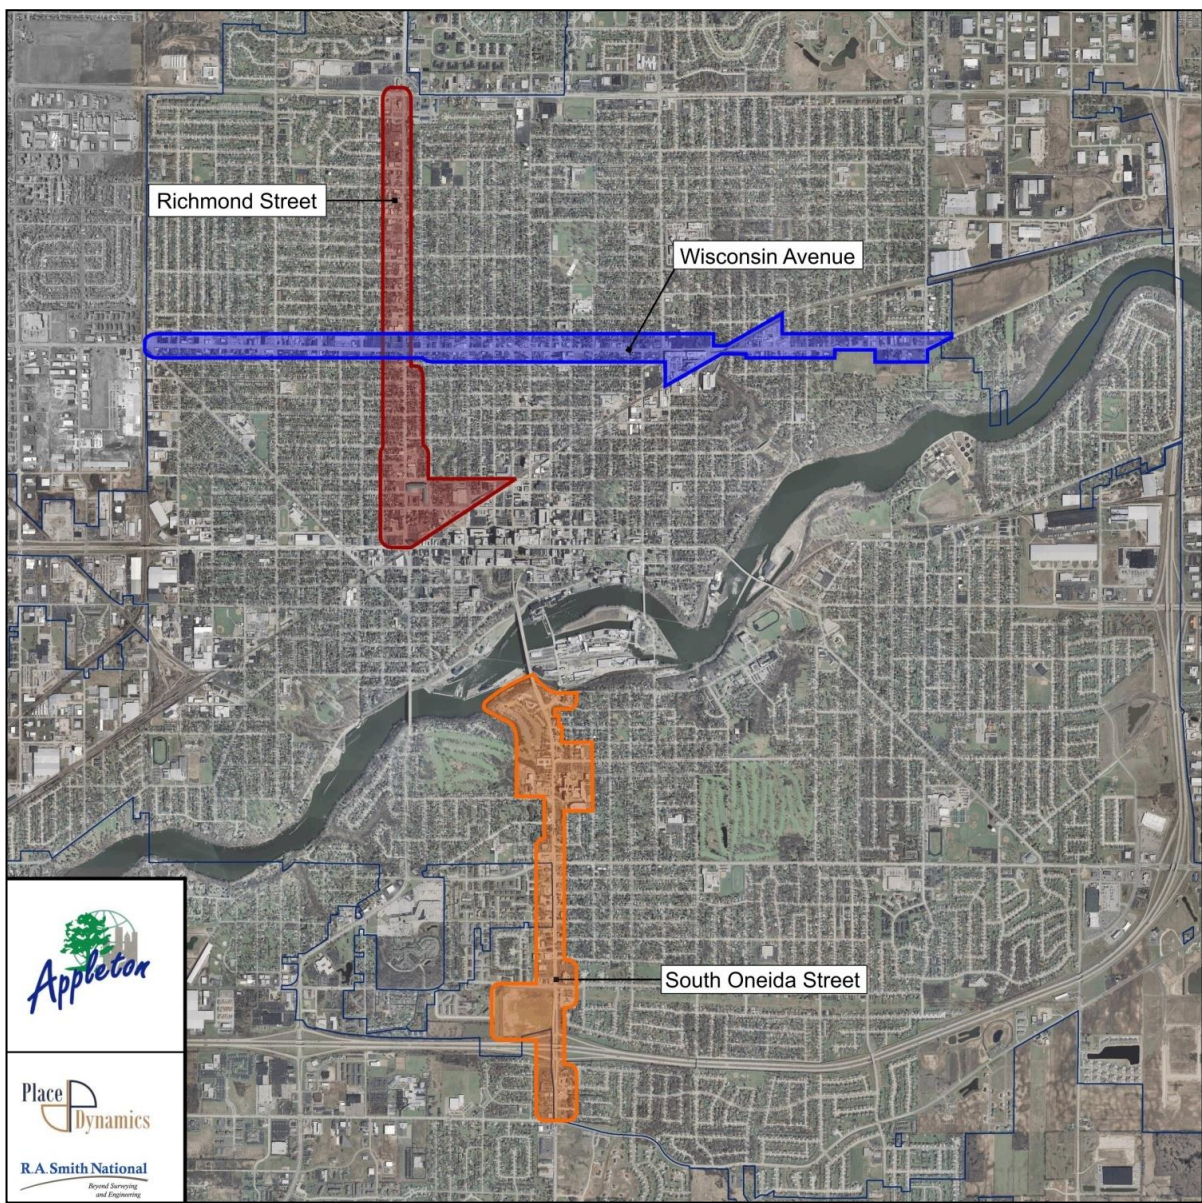 Richmond Street
Wisconsin Avenue
South Oneida Street
Appleton
Place
Dynamics
R.A. Smith National
Beyond Surveying
and Engineering